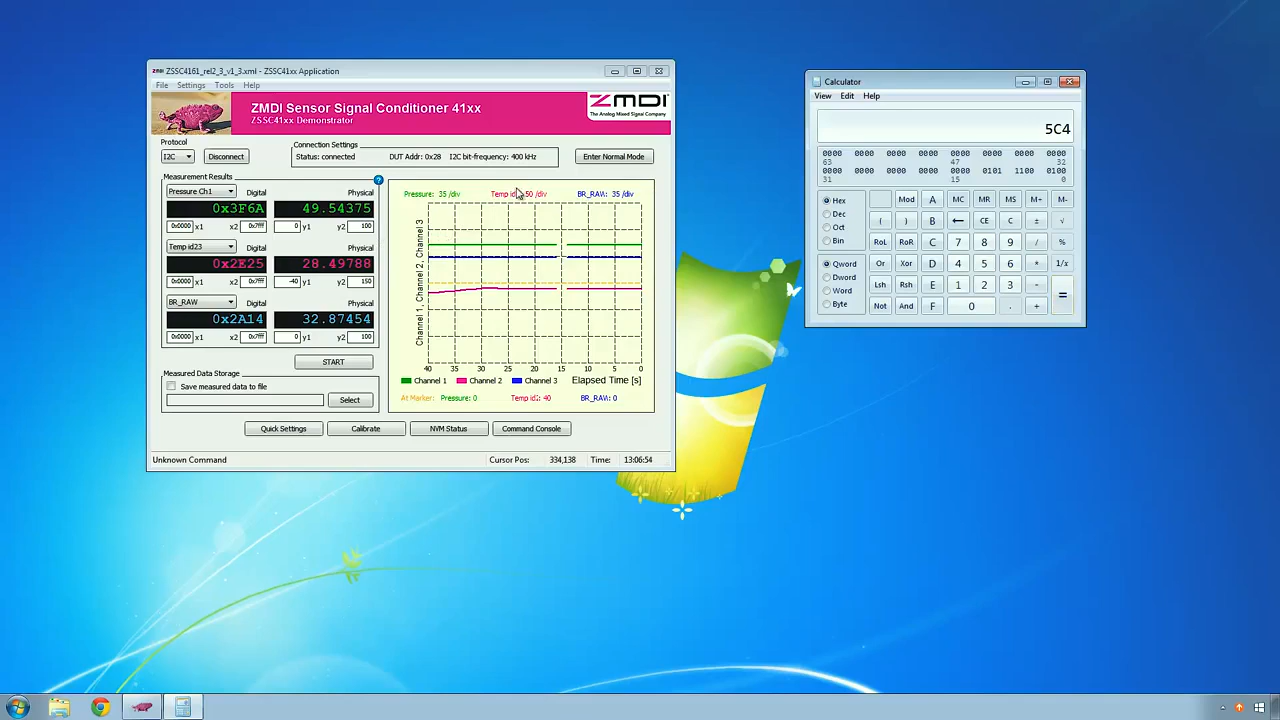 ZMDI ZSSC4161_rel2_3_v1_3.xml - ZSSC41xx Application
File Settings Tools Help
ZMDI Sensor Signal Conditioner 41xx
ZSSC41xx Demonstrator
ZMDI
The Analog Mixed Signal Company
Protocol
I2C
Disconnect
Connection Settings
Status: connected DUT Addr: 0x28 I2C bit-frequency: 400 kHz
Enter Normal Mode
Measurement Results
Pressure Ch1 Digital Physical
0x3F6A 49.54375
0x0000 x1 x2 0x7fff 0 y1 y2 100
Temp id23 Digital Physical
0x2E25 28.49788
0x0000 x1 x2 0x7fff -40 y1 y2 150
BR_RAW Digital Physical
0x2A14 32.87454
0x0000 x1 x2 0x7fff 0 y1 y2 100
START
Measured Data Storage
Save measured data to file
Select
Pressure: 35 /div
BR_RAW: 35 /div
Channel 1, Channel 2, Channel 3
40 35 30 25 20 15 10 5 0
Channel 1 Channel 2 Channel 3 Elapsed Time [s]
At Marker: Pressure: 0 BR_RAW: 0
Quick Settings Calibrate NVM Status Command Console
Unknown Command Cursor Pos: 334,138 Time: 13:06:54
Calculator
View Edit Help
5C4
0000 0000 0000 0000 0000 0000 0000 0000
63 47 32
0000 0000 0000 0000 0000 0101 1100 0100
31 15 0
Hex
Dec
Oct
Bin
Qword
Dword
Word
Byte
Mod A MC MR MS M+ M-
( ) B ← CE C ± √
RoL RoR C 7 8 9 / %
Or Xor D 4 5 6 * 1/x
Lsh Rsh E 1 2 3 - =
Not And F 0 . +